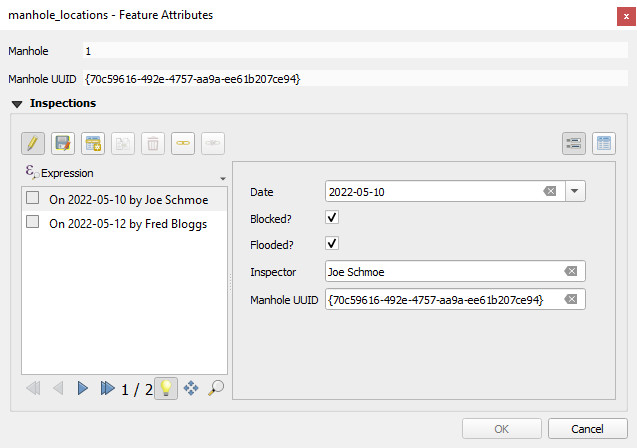 manhole_locations - Feature Attributes
Manhole 1
Manhole UUID {70c59616-492e-4757-aa9a-ee61b207ce94}
Inspections
Expression
On 2022-05-10 by Joe Schmoe
On 2022-05-12 by Fred Bloggs
1 / 2
Date 2022-05-10
Blocked?
Flooded?
Inspector Joe Schmoe
Manhole UUID {70c59616-492e-4757-aa9a-ee61b207ce94}
OK Cancel